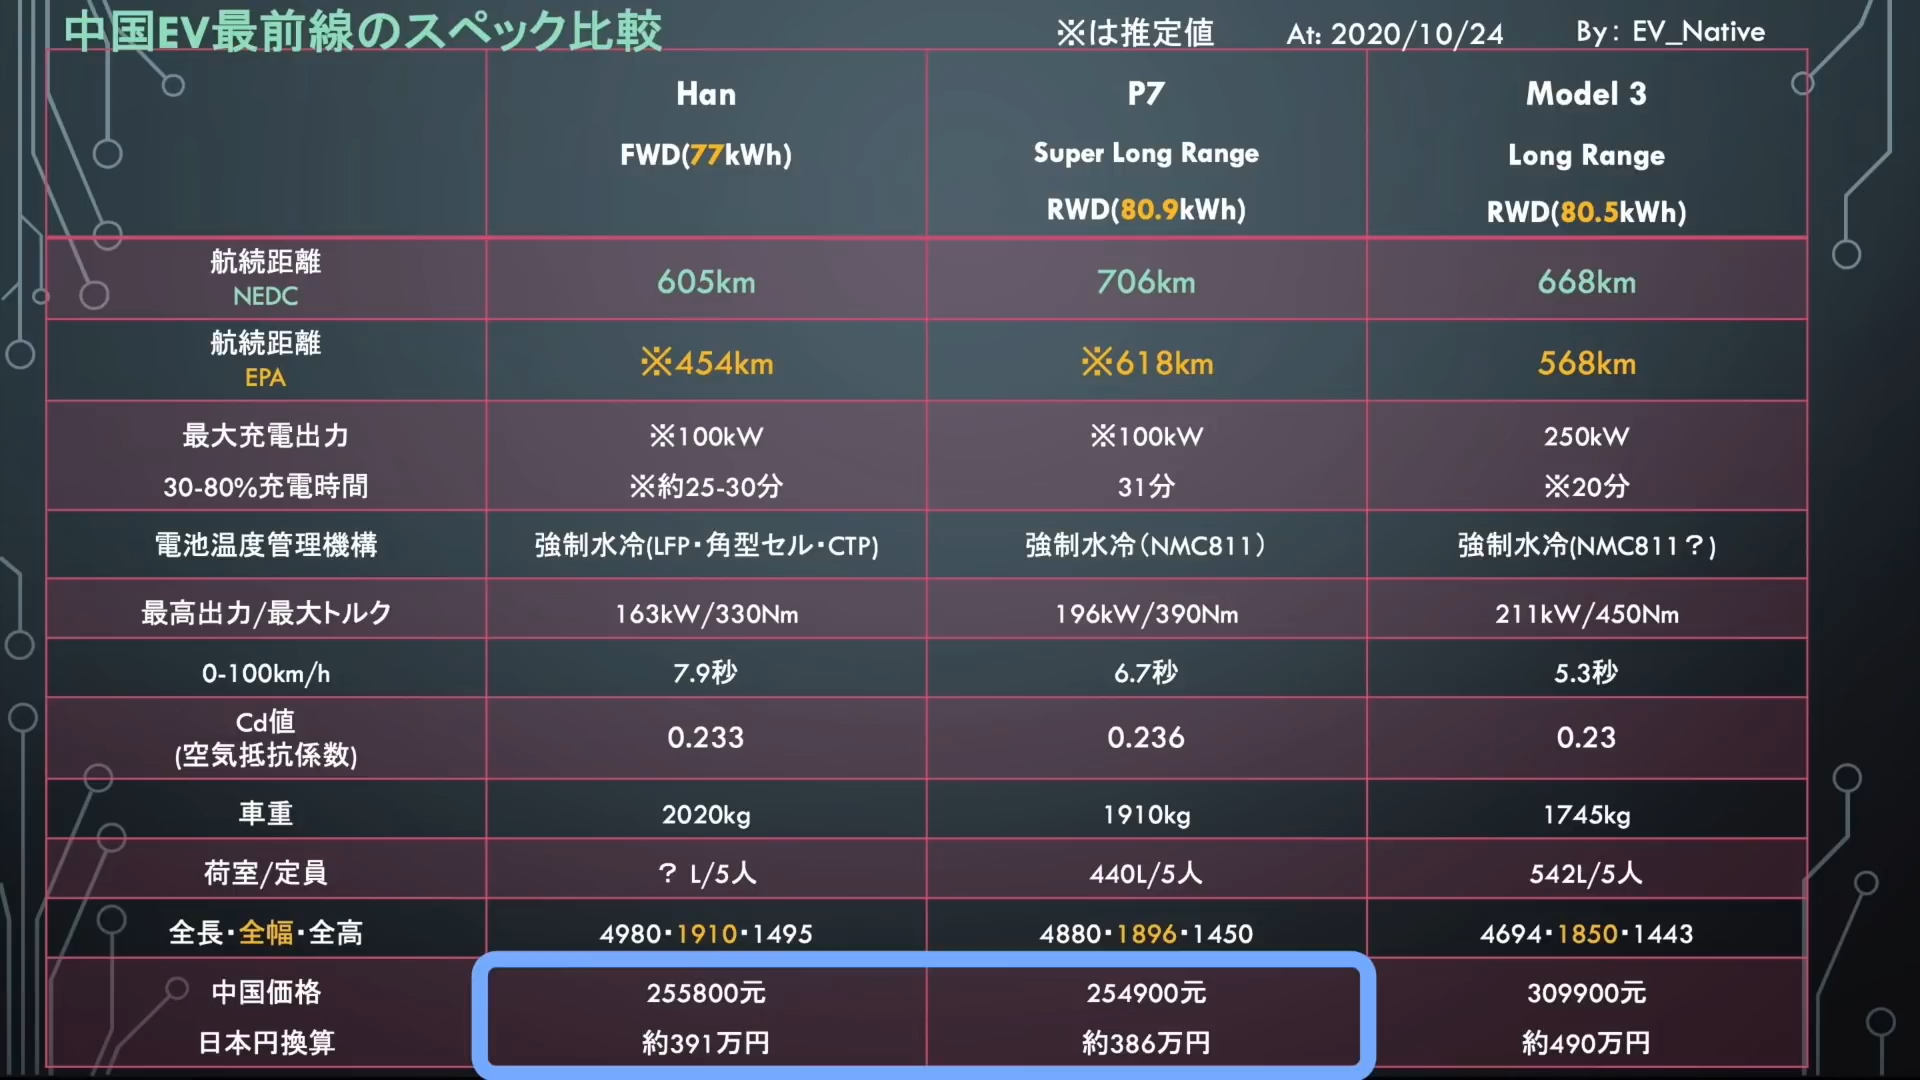 中国EV最前線のスペック比較
※は推定値 At: 2020/10/24 By: EV_Native
Han P7 Model 3
FWD(77kWh) Super Long Range Long Range
RWD(80.9kWh) RWD(80.5kWh)
航続距離
NEDC 605km 706km 668km
航続距離
EPA ※454km ※618km 568km
最大充電出力 ※100kW ※100kW 250kW
30-80%充電時間 ※約25-30分 31分 ※20分
電池温度管理機構 強制水冷(LFP・角型セル・CTP) 強制水冷（NMC811） 強制水冷(NMC811？)
最高出力/最大トルク 163kW/330Nm 196kW/390Nm 211kW/450Nm
0-100km/h 7.9秒 6.7秒 5.3秒
Cd値
(空気抵抗係数) 0.233 0.236 0.23
車重 2020kg 1910kg 1745kg
荷室/定員 ？ L/5人 440L/5人 542L/5人
全長・全幅・全高 4980・1910・1495 4880・1896・1450 4694・1850・1443
中国価格 255800元 254900元 309900元
日本円換算 約391万円 約386万円 約490万円